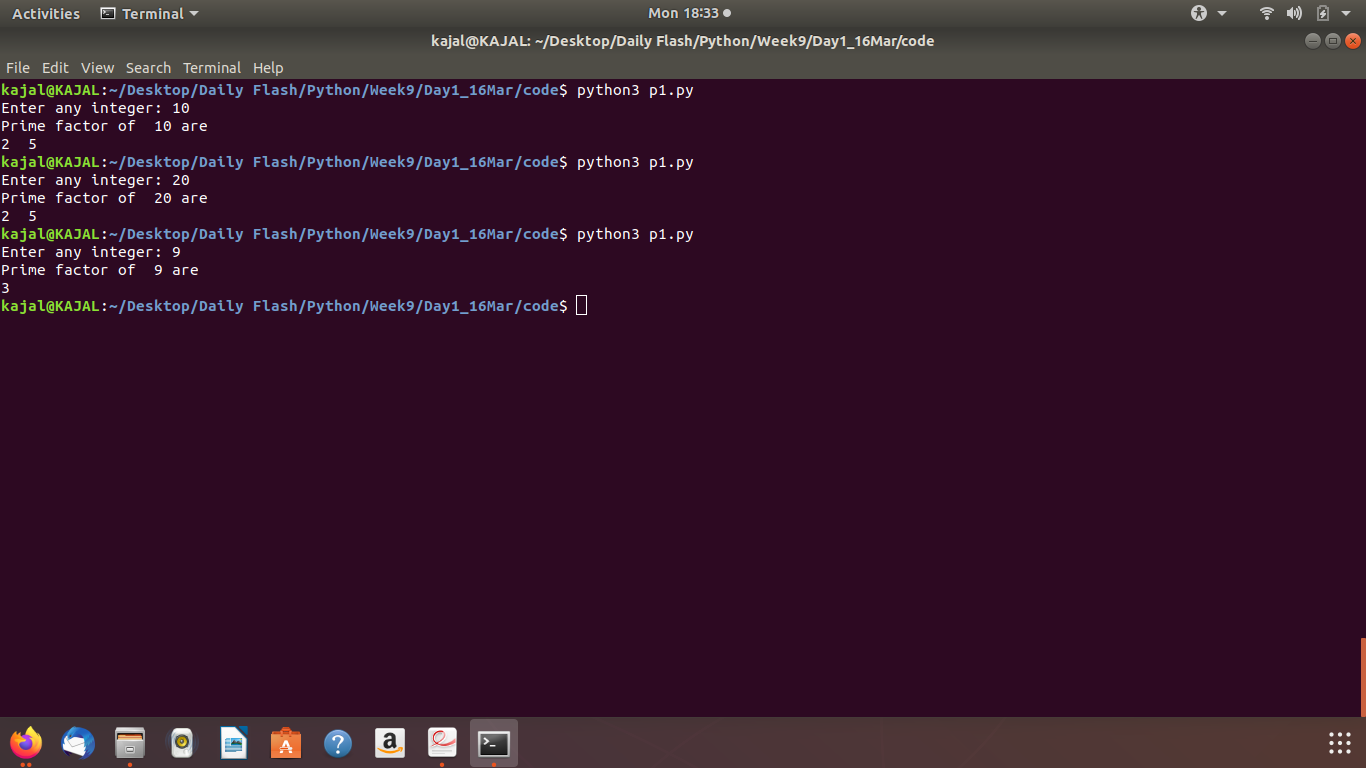 Activities Terminal Mon 18:33
kajal@KAJAL: ~/Desktop/Daily Flash/Python/Week9/Day1_16Mar/code
File Edit View Search Terminal Help
kajal@KAJAL:~/Desktop/Daily Flash/Python/Week9/Day1_16Mar/code$ python3 p1.py
Enter any integer: 10
Prime factor of  10 are
2  5
kajal@KAJAL:~/Desktop/Daily Flash/Python/Week9/Day1_16Mar/code$ python3 p1.py
Enter any integer: 20
Prime factor of  20 are
2  5
kajal@KAJAL:~/Desktop/Daily Flash/Python/Week9/Day1_16Mar/code$ python3 p1.py
Enter any integer: 9
Prime factor of  9 are
3
kajal@KAJAL:~/Desktop/Daily Flash/Python/Week9/Day1_16Mar/code$